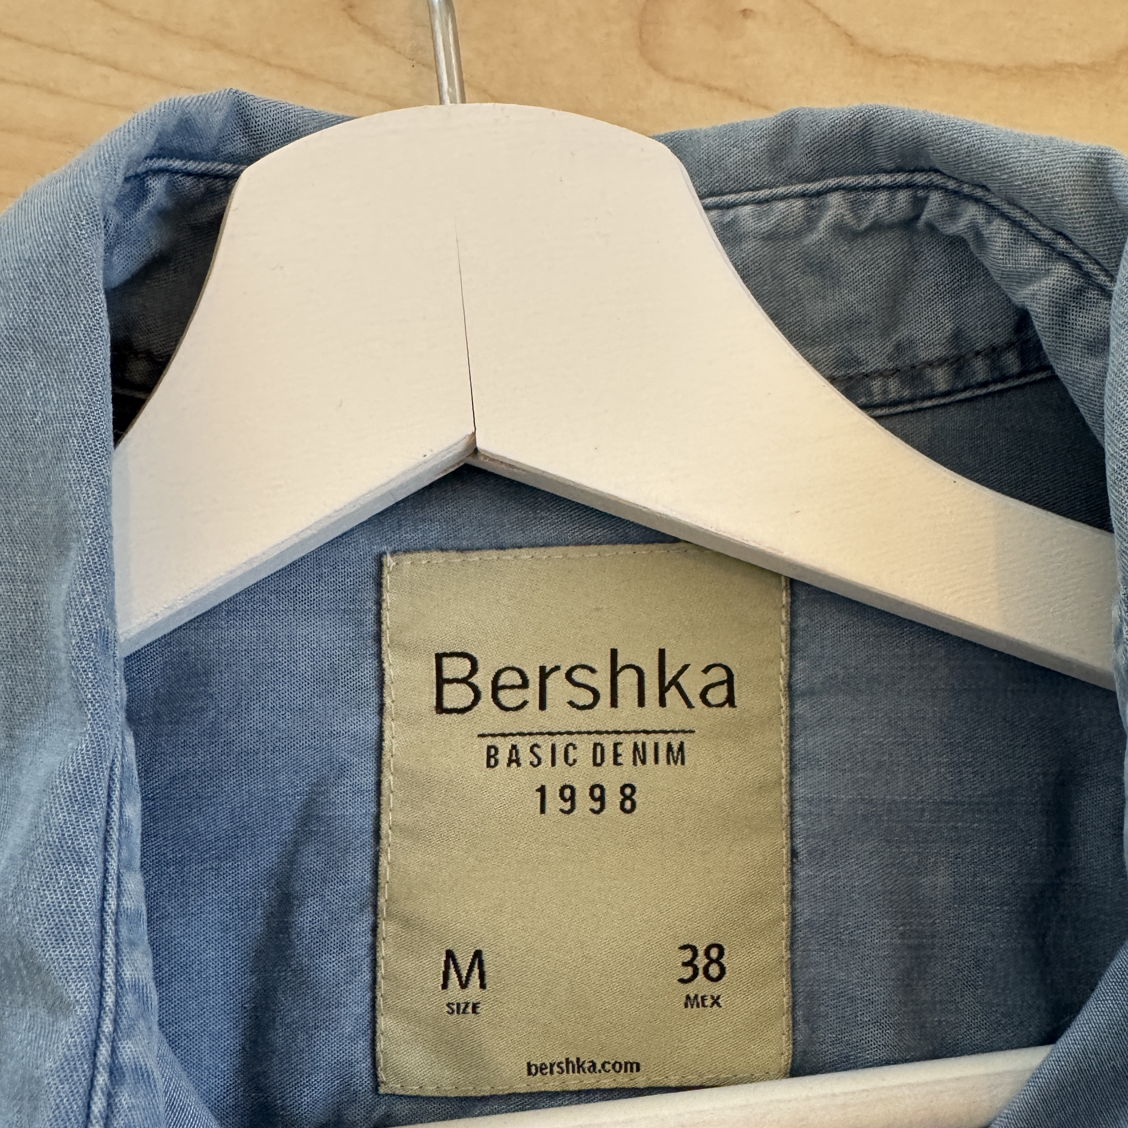 Bershka
BASIC DENIM
1998
M 38
SIZE MEX
bershka.com